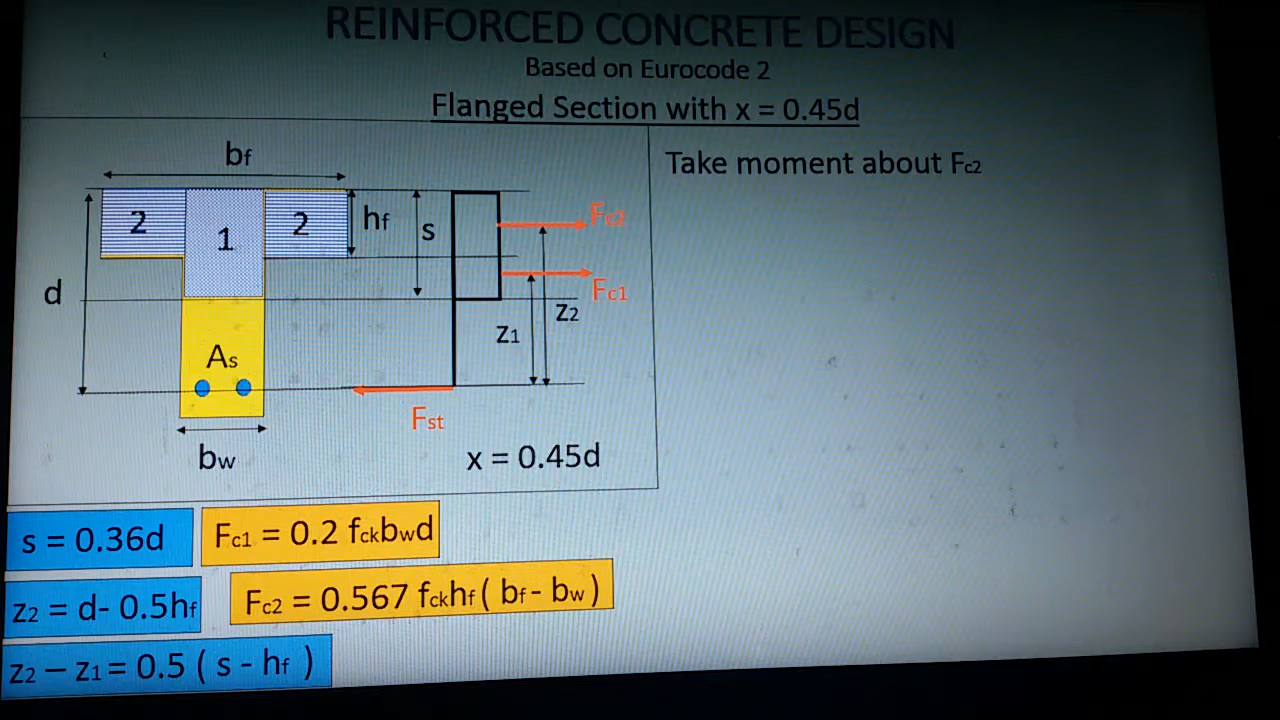 REINFORCED CONCRETE DESIGN
Based on Eurocode 2
Flanged Section with x = 0.45d
Take moment about Fc2
bf
2
1
2
hf
s
Fc2
d
Fc1
z2
z1
As
Fst
bw
x = 0.45d
s = 0.36d
Fc1 = 0.2 fckbwd
z2 = d- 0.5hf
Fc2 = 0.567 fckhf ( bf - bw )
z2 – z1 = 0.5 ( s - hf )